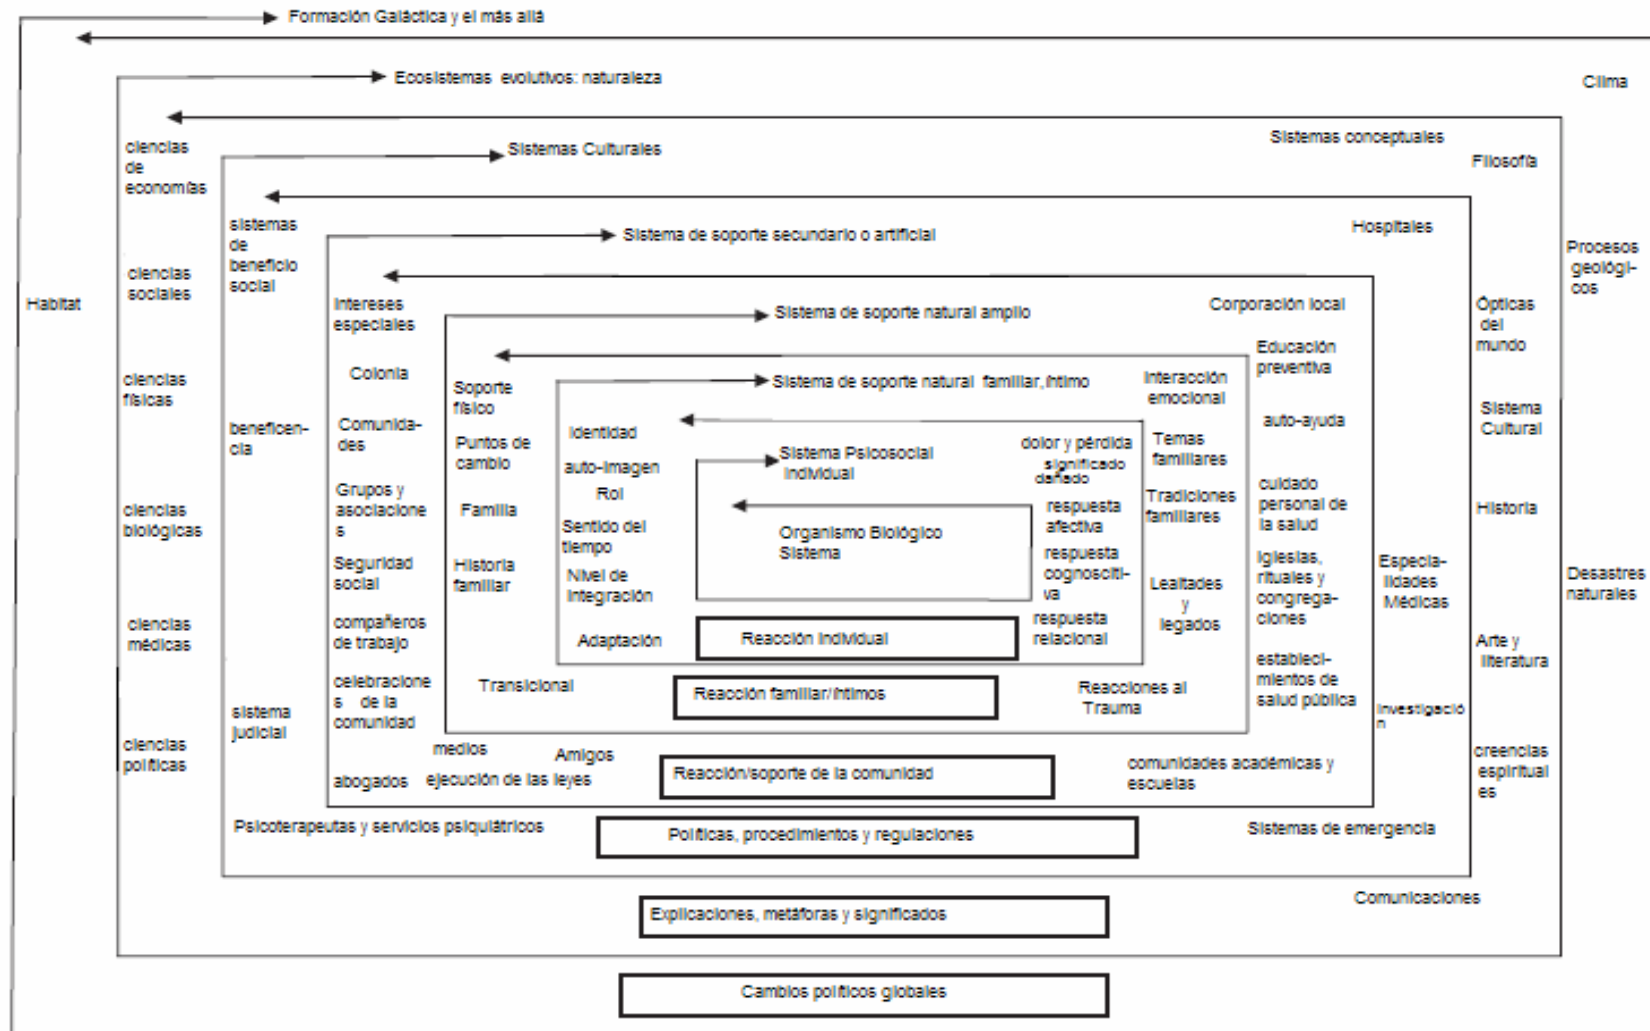 Formación Galáctica y el más allá
Ecosistemas evolutivos: naturaleza
Clima
ciencias
de
economías
Sistemas Culturales
Sistemas conceptuales
Filosofía
sistemas
de
beneficio
social
Sistema de soporte secundario o artificial
Hospitales
Procesos
geológi-
cos
ciencias
sociales
Habitat
Intereses
especiales
Sistema de soporte natural amplio
Corporación local
Ópticas
del
mundo
Educación
preventiva
Colonia
ciencias
físicas
Soporte
físico
Sistema de soporte natural familiar, íntimo
Interacción
emocional
beneficen-
cia
Comunida-
des
Puntos de
cambio
Identidad
auto-imagen
Rol
Sistema Psicosocial
Individual
dolor y pérdida
significado
dañado
Temas
familiares
auto-ayuda
Sistema
Cultural
Grupos y
asociacione
s
Familia
Sentido del
tiempo
Organismo Biológico
Sistema
respuesta
afectiva
Tradiciones
familiares
cuidado
personal de
la salud
Historia
ciencias
biológicas
Seguridad
social
Historia
familiar
Nivel de
Integración
respuesta
cognosciti-
va
Lealtades
y
legados
Iglesias,
rituales y
congrega-
ciones
Especia-
lidades
Médicas
Desastres
naturales
ciencias
médicas
compañeros
de trabajo
Adaptación
Reacción Individual
respuesta
relacional
Arte y
literatura
celebracione
s de la
comunidad
Transicional
Reacción familiar/íntimos
Reacciones al
Trauma
estableci-
mientos de
salud pública
Investigació
n
sistema
judicial
ciencias
políticas
medios
Amigos
abogados
ejecución de las leyes
Reacción/soporte de la comunidad
comunidades académicas y
escuelas
creencias
espiritual
es
Psicoterapeutas y servicios psiquiátricos
Políticas, procedimientos y regulaciones
Sistemas de emergencia
Comunicaciones
Explicaciones, metáforas y significados
Cambios políticos globales